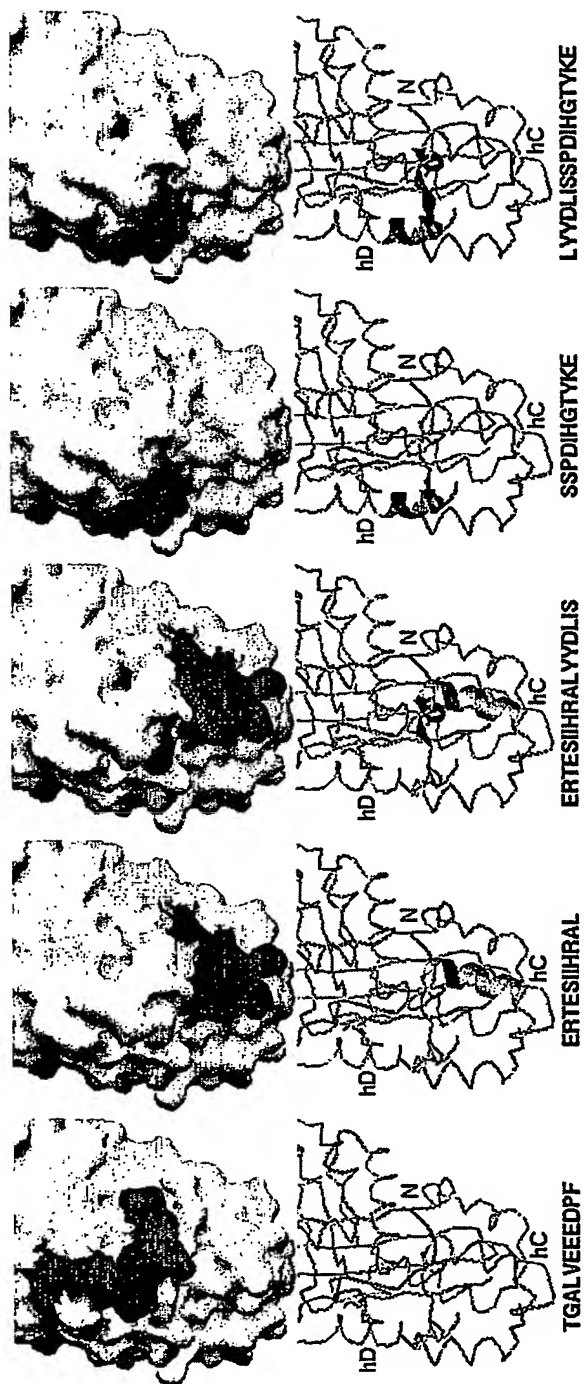 hD
N
hC
TGALVEEEDPF
hD
N
hC
ERTESIIHRAL
hD
N
hC
ERTESIIHRALYYDLIS
hD
N
hC
SSPDIHGTYKE
hD
N
hC
LYYDLISSPDIHGTYKE